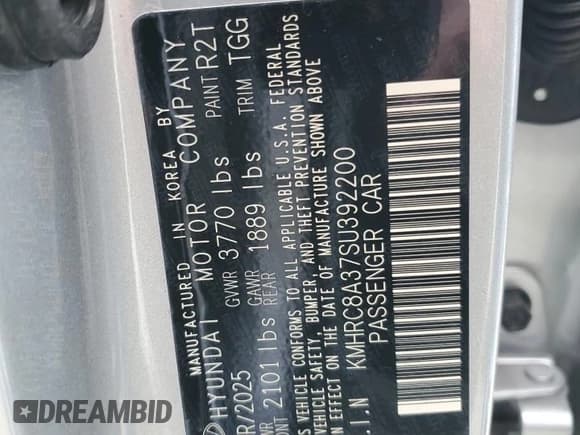 MANUFACTURED IN KOREA BY
HYUNDAI MOTOR COMPANY
R/2025 GVWR 3770 lbs PAINT R2T
WR 2101 lbs GAWR REAR 1889 lbs TRIM TGG
S VEHICLE CONFORMS TO ALL APPLICABLE U.S.A. FEDERAL
VEHICLE SAFETY, BUMPER, AND THEFT PREVENTION STANDARDS
IN EFFECT ON THE DATE OF MANUFACTURE SHOWN ABOVE
.I.N KMHRC8A37SU392200
PASSENGER CAR
DREAMBID